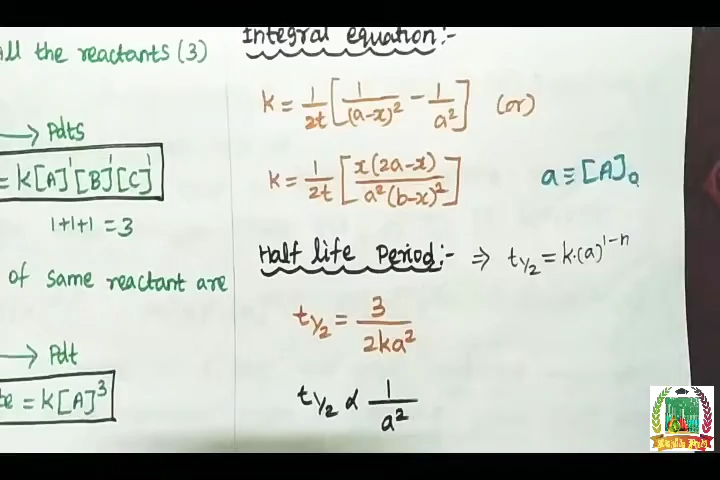 All the reactants (3)
→ Pdts
= k[A]¹[B]¹[C]¹
1+1+1 = 3
of same reactant are
→ Pdt
= k[A]³
Integral equation:-
k = 1/2t [1/(a-x)² - 1/a²] (or)
k = 1/2t [x(2a-x)/a²(b-x)²] a ≡ [A]₀
Half life Period:- ⇒ t½ = k·(a)¹⁻ⁿ
t½ = 3/2ka²
t½ ∝ 1/a²